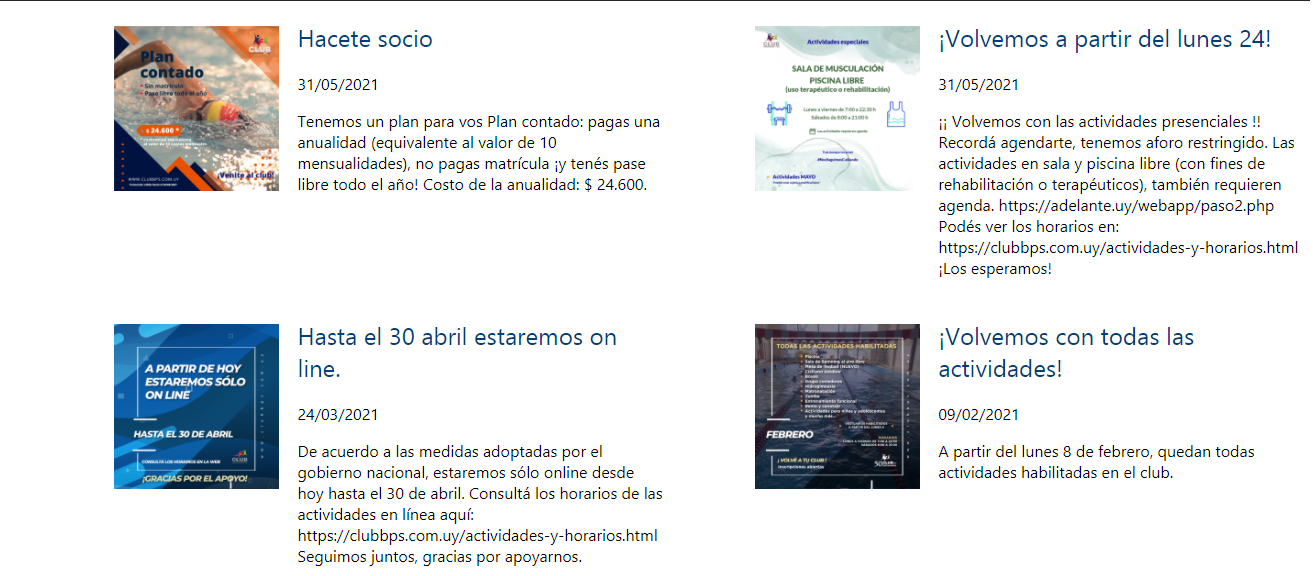 Hacete socio
31/05/2021
Tenemos un plan para vos Plan contado: pagas una
anualidad (equivalente al valor de 10
mensualidades), no pagas matrícula ¡y tenés pase
libre todo el año! Costo de la anualidad: $ 24.600.
Plan
contado
Sin matrícula
Pase libre todo el año
$ 24.600 *
WWW.CLUBBPS.COM.UY
¡Venite al club!
CLUB
¡Volvemos a partir del lunes 24!
31/05/2021
¡¡ Volvemos con las actividades presenciales !!
Recordá agendarte, tenemos aforo restringido. Las
actividades en sala y piscina libre (con fines de
rehabilitación o terapéuticos), también requieren
agenda. https://adelante.uy/webapp/paso2.php
Podés ver los horarios en:
https://clubbps.com.uy/actividades-y-horarios.html
¡Los esperamos!
Actividades especiales
SALA DE MUSCULACIÓN
PISCINA LIBRE
(uso terapéutico o rehabilitación)
Lunes a viernes de 7:00 a 22:30 h
Actividades MAYO
Hasta el 30 abril estaremos on
line.
24/03/2021
De acuerdo a las medidas adoptadas por el
gobierno nacional, estaremos sólo online desde
hoy hasta el 30 de abril. Consultá los horarios de las
actividades en línea aquí:
https://clubbps.com.uy/actividades-y-horarios.html
Seguimos juntos, gracias por apoyarnos.
A PARTIR DE HOY
ESTAREMOS SÓLO
ON LINE
HASTA EL 30 DE ABRIL
CONSULTÁ LOS HORARIOS EN LA WEB
¡GRACIAS POR EL APOYO!
¡Volvemos con todas las
actividades!
09/02/2021
A partir del lunes 8 de febrero, quedan todas
actividades habilitadas en el club.
TODAS LAS ACTIVIDADES HABILITADAS
FEBRERO
¡ VOLVÉ A TU CLUB !
Inscripciones abiertas